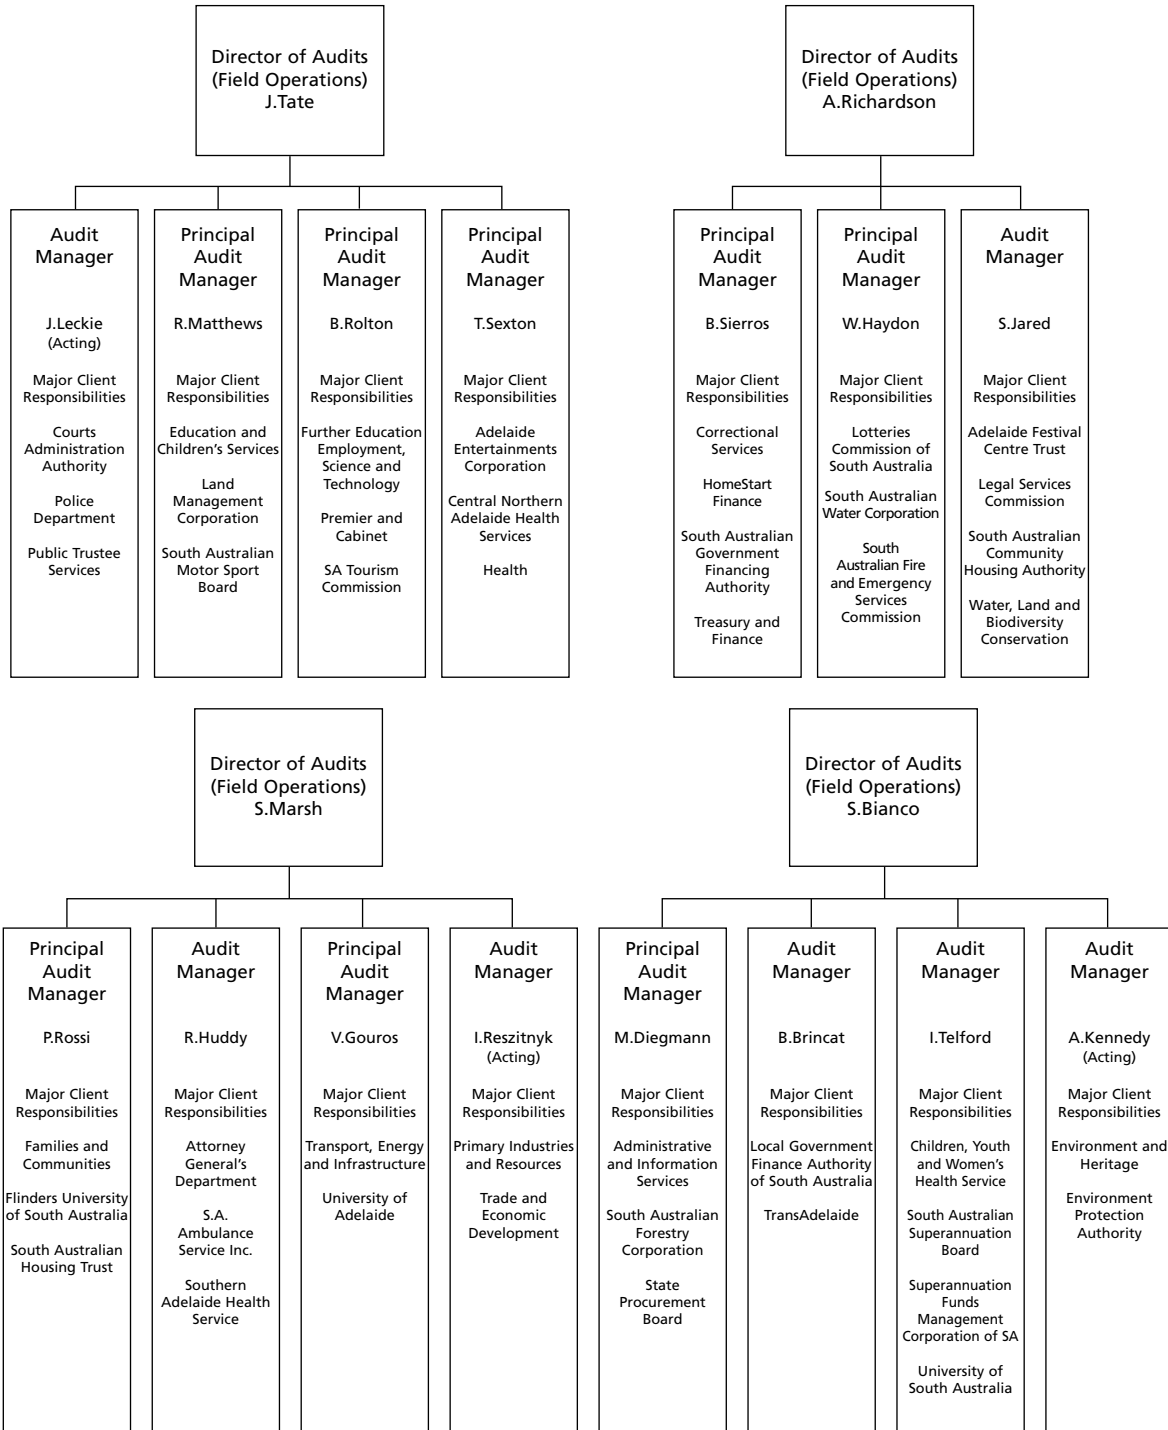 Director of Audits
(Field Operations)
J.Tate
Director of Audits
(Field Operations)
A.Richardson
Audit
Manager
J.Leckie
(Acting)
Major Client
Responsibilities
Courts
Administration
Authority
Police
Department
Public Trustee
Services
Principal
Audit
Manager
R.Matthews
Major Client
Responsibilities
Education and
Children's Services
Land
Management
Corporation
South Australian
Motor Sport
Board
Principal
Audit
Manager
B.Rolton
Major Client
Responsibilities
Further Education
Employment,
Science and
Technology
Premier and
Cabinet
SA Tourism
Commission
Principal
Audit
Manager
T.Sexton
Major Client
Responsibilities
Adelaide
Entertainments
Corporation
Central Northern
Adelaide Health
Services
Health
Principal
Audit
Manager
B.Sierros
Major Client
Responsibilities
Correctional
Services
HomeStart
Finance
South Australian
Government
Financing
Authority
Treasury and
Finance
Principal
Audit
Manager
W.Haydon
Major Client
Responsibilities
Lotteries
Commission of
South Australia
South Australian
Water Corporation
South
Australian Fire
and Emergency
Services
Commission
Audit
Manager
S.Jared
Major Client
Responsibilities
Adelaide Festival
Centre Trust
Legal Services
Commission
South Australian
Community
Housing Authority
Water, Land and
Biodiversity
Conservation
Director of Audits
(Field Operations)
S.Marsh
Director of Audits
(Field Operations)
S.Bianco
Principal
Audit
Manager
P.Rossi
Major Client
Responsibilities
Families and
Communities
Flinders University
of South Australia
South Australian
Housing Trust
Audit
Manager
R.Huddy
Major Client
Responsibilities
Attorney
General's
Department
S.A.
Ambulance
Service Inc.
Southern
Adelaide Health
Service
Principal
Audit
Manager
V.Gouros
Major Client
Responsibilities
Transport, Energy
and Infrastructure
University of
Adelaide
Audit
Manager
I.Reszitnyk
(Acting)
Major Client
Responsibilities
Primary Industries
and Resources
Trade and
Economic
Development
Principal
Audit
Manager
M.Diegmann
Major Client
Responsibilities
Administrative
and Information
Services
South Australian
Forestry
Corporation
State
Procurement
Board
Audit
Manager
B.Brincat
Major Client
Responsibilities
Local Government
Finance Authority
of South Australia
TransAdelaide
Audit
Manager
I.Telford
Major Client
Responsibilities
Children, Youth
and Women's
Health Service
South Australian
Superannuation
Board
Superannuation
Funds
Management
Corporation of SA
University of
South Australia
Audit
Manager
A.Kennedy
(Acting)
Major Client
Responsibilities
Environment and
Heritage
Environment
Protection
Authority